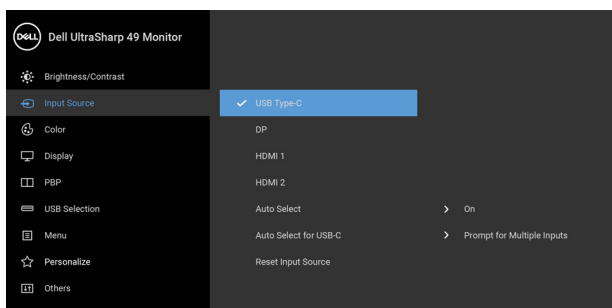 DELL Dell UltraSharp 49 Monitor
Brightness/Contrast
Input Source
Color
Display
PBP
USB Selection
Menu
Personalize
Others
USB Type-C
DP
HDMI 1
HDMI 2
Auto Select On
Auto Select for USB-C Prompt for Multiple Inputs
Reset Input Source